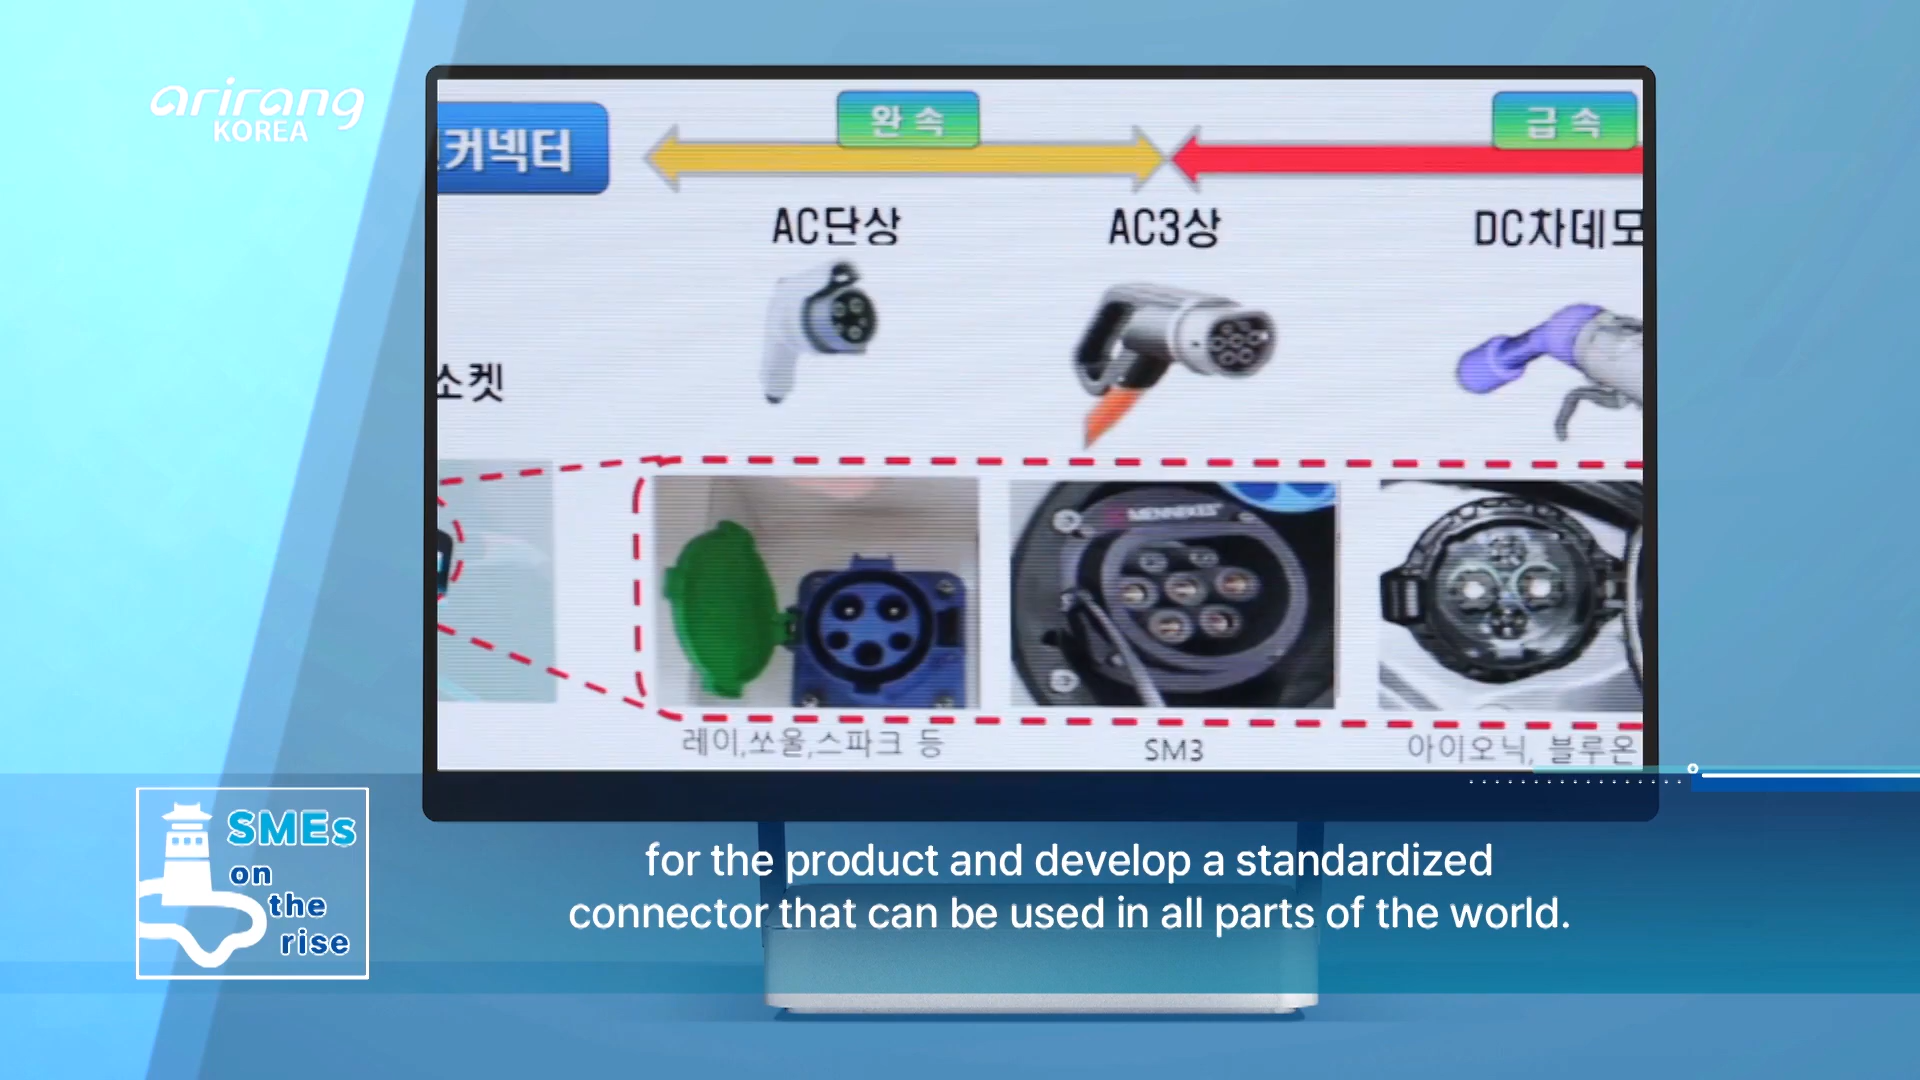 arirang
KOREA
커넥터
완속
급속
AC단상
AC3상
DC차데모
소켓
MENNEKES
레이,쏘울,스파크 등
SM3
아이오닉, 블루온
SMEs
on
the
rise
for the product and develop a standardized
connector that can be used in all parts of the world.